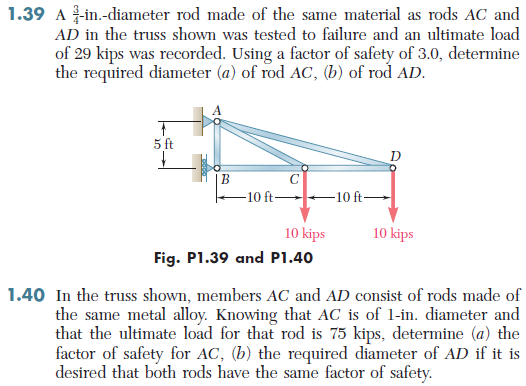 1.39 A 3/4-in.-diameter rod made of the same material as rods AC and
AD in the truss shown was tested to failure and an ultimate load
of 29 kips was recorded. Using a factor of safety of 3.0, determine
the required diameter (a) of rod AC, (b) of rod AD.
A
5 ft
D
B C
10 ft 10 ft
10 kips 10 kips
Fig. P1.39 and P1.40
1.40 In the truss shown, members AC and AD consist of rods made of
the same metal alloy. Knowing that AC is of 1-in. diameter and
that the ultimate load for that rod is 75 kips, determine (a) the
factor of safety for AC, (b) the required diameter of AD if it is
desired that both rods have the same factor of safety.